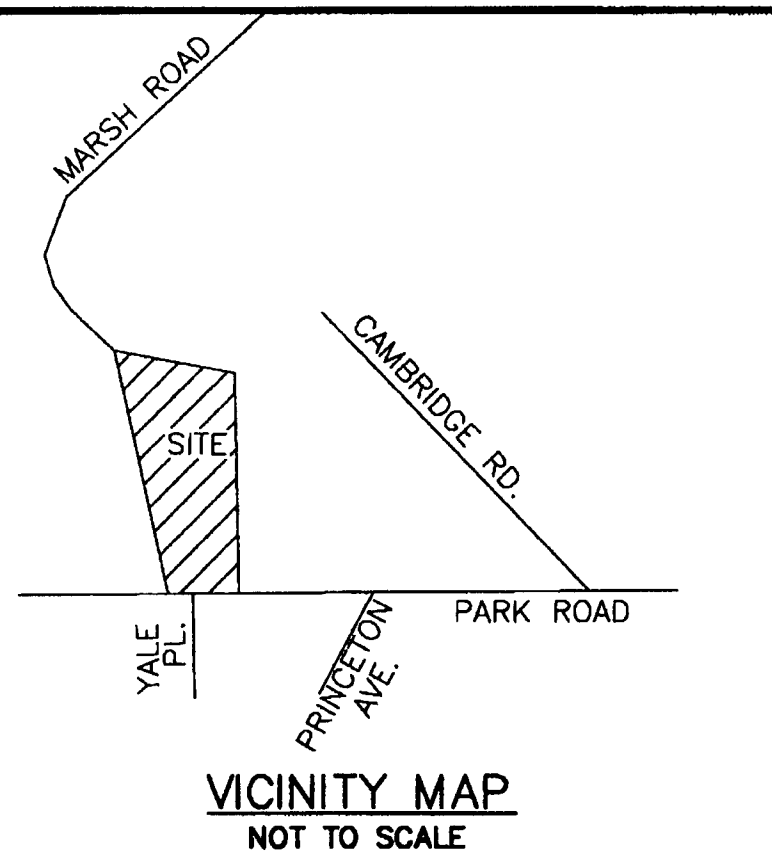 MARSH ROAD
CAMBRIDGE RD.
SITE
PARK ROAD
YALE
PL.
PRINCETON
AVE.
VICINITY MAP
NOT TO SCALE